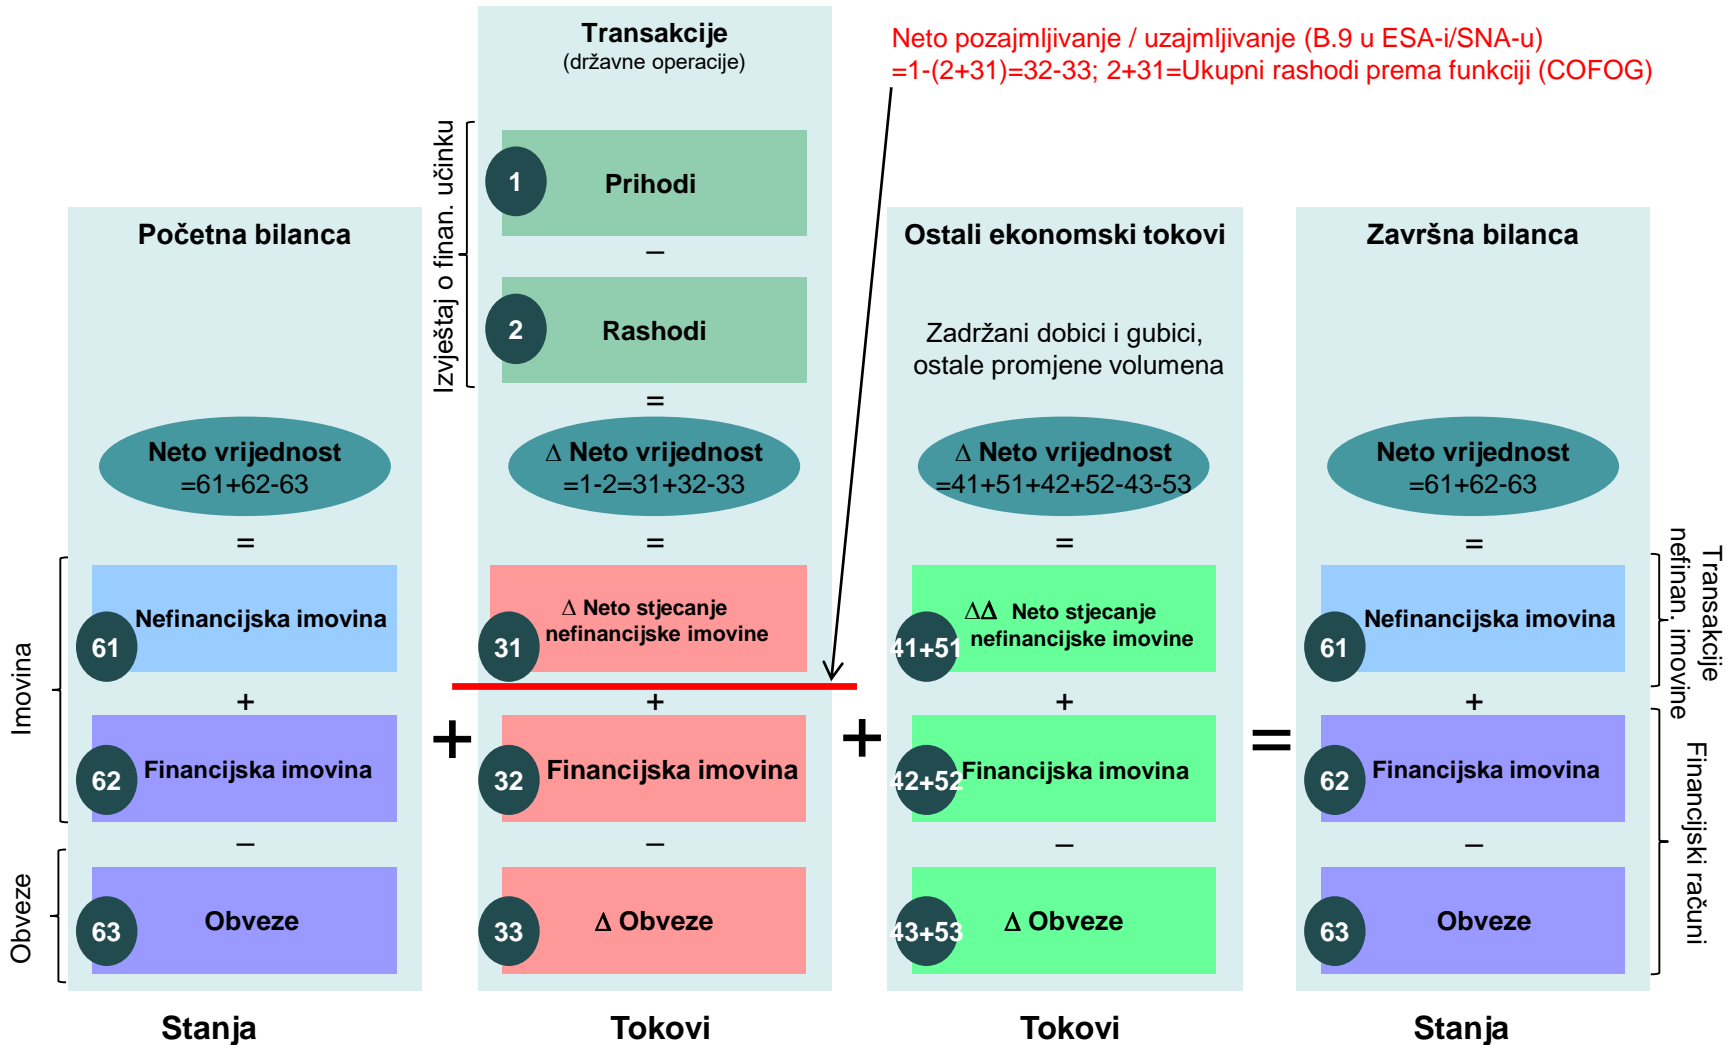 Transakcije
(državne operacije)
Neto pozajmljivanje / uzajmljivanje (B.9 u ESA-i/SNA-u)
=1-(2+31)=32-33; 2+31=Ukupni rashodi prema funkciji (COFOG)
Izvještaj o finan. učinku
1
Prihodi
–
2
Rashodi
=
Δ Neto vrijednost
=1-2=31+32-33
=
31
Δ Neto stjecanje
nefinancijske imovine
+
32
Financijska imovina
–
33
Δ Obveze
Tokovi
Početna bilanca
Neto vrijednost
=61+62-63
=
Imovina
61
Nefinancijska imovina
+
62
Financijska imovina
–
Obveze
63
Obveze
Stanja
+
Ostali ekonomski tokovi
Zadržani dobici i gubici,
ostale promjene volumena
Δ Neto vrijednost
=41+51+42+52-43-53
=
41+51
ΔΔ Neto stjecanje
nefinancijske imovine
+
42+52
Financijska imovina
–
43+53
Δ Obveze
Tokovi
+
=
Završna bilanca
Neto vrijednost
=61+62-63
=
61
Nefinancijska imovina
+
62
Financijska imovina
–
63
Obveze
Stanja
Transakcije
nefinan. imovine
Financijski računi